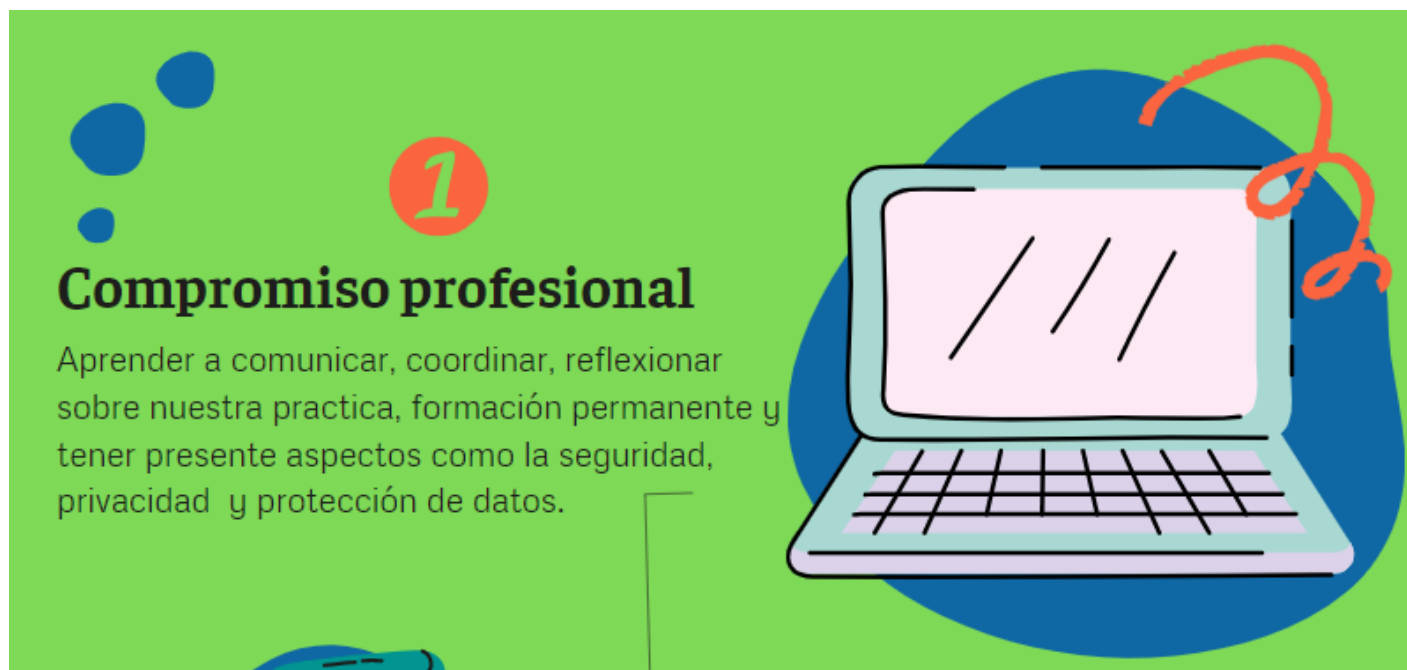 1
Compromiso profesional
Aprender a comunicar, coordinar, reflexionar
sobre nuestra practica, formación permanente y
tener presente aspectos como la seguridad,
privacidad  y protección de datos.